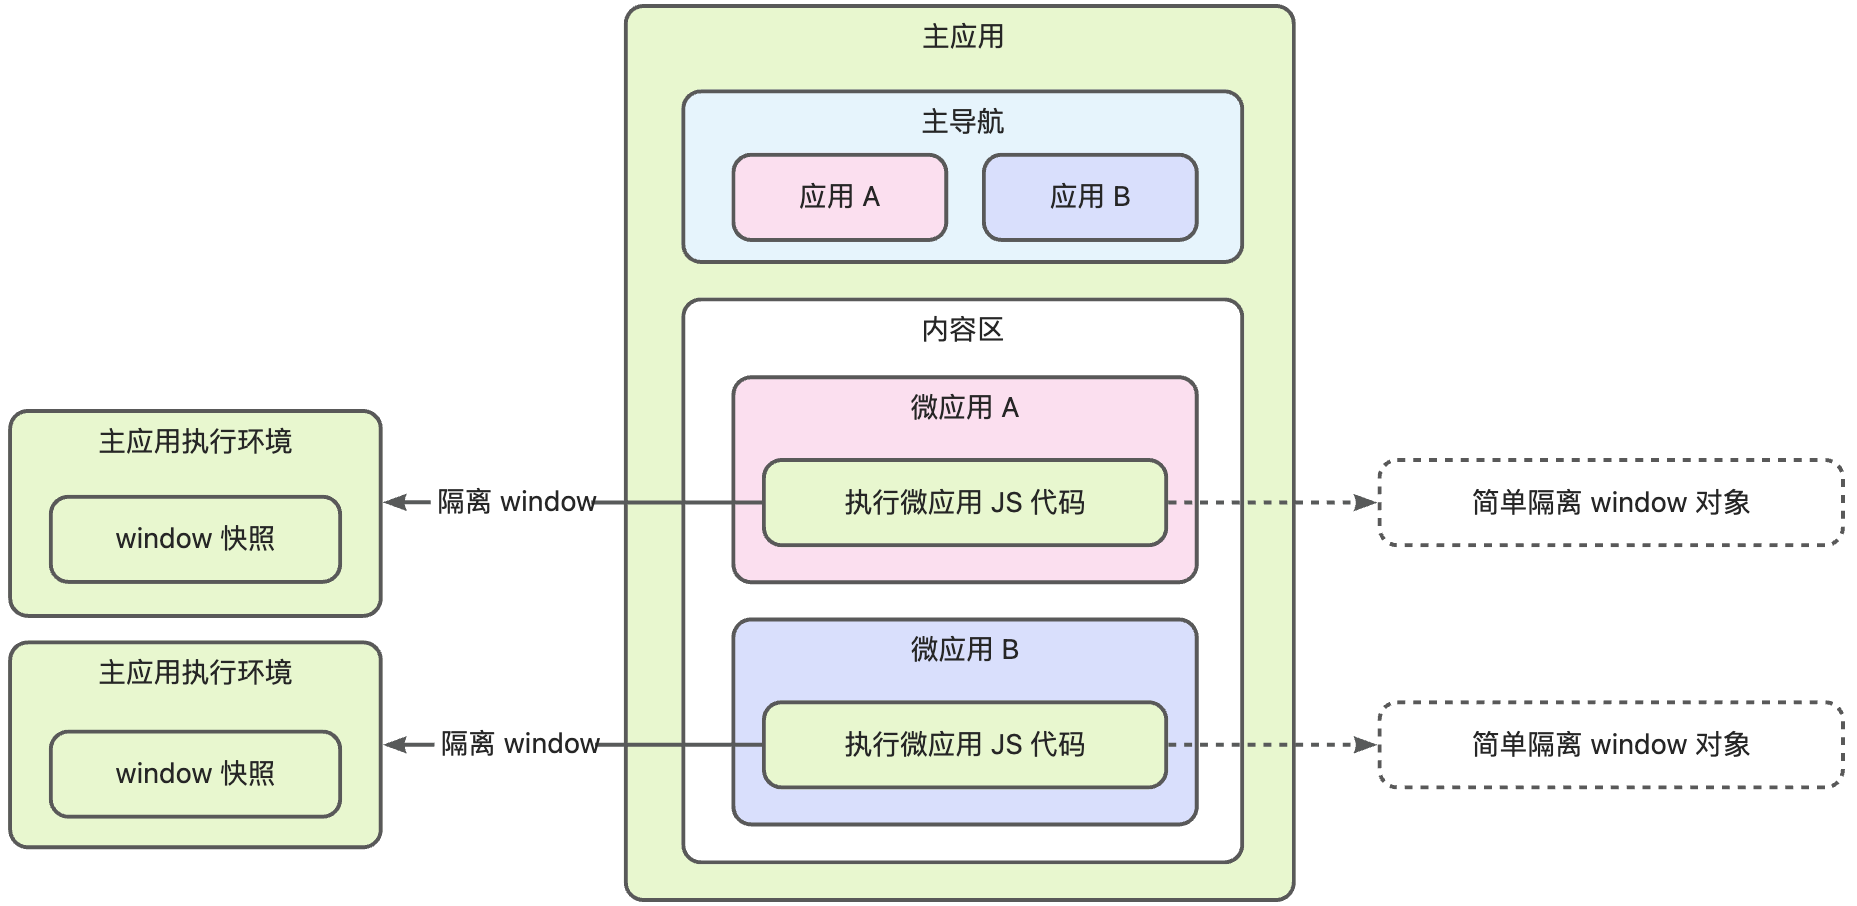 主应用
主导航
应用 A
应用 B
内容区
微应用 A
主应用执行环境
window 快照
隔离 window
执行微应用 JS 代码
简单隔离 window 对象
微应用 B
主应用执行环境
window 快照
隔离 window
执行微应用 JS 代码
简单隔离 window 对象